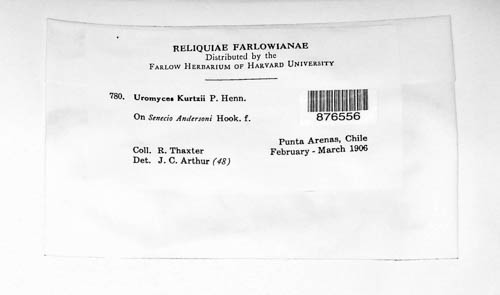 RELIQUIAE FARLOWIANAE
Distributed by the
FARLOW HERBARIUM OF HARVARD UNIVERSITY
780. Uromyces Kurtzii P. Henn.
876556
On Senecio Andersoni Hook. f.
Punta Arenas, Chile
Coll. R. Thaxter February - March 1906
Det. J. C. Arthur (48)